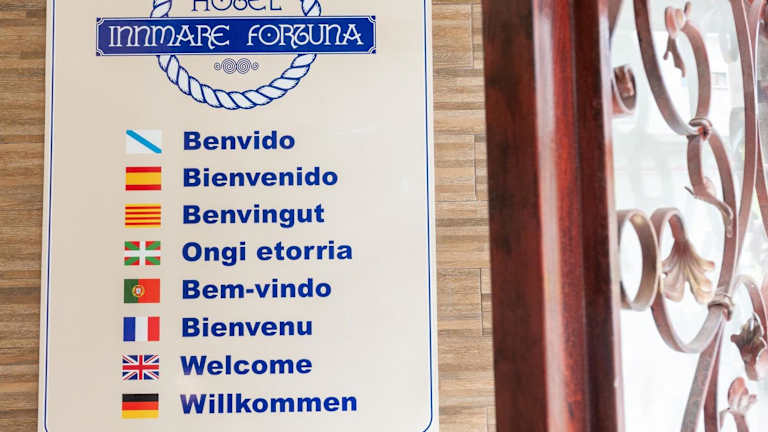 HOTEL
INNMARE FORTUNA
Benvido
Bienvenido
Benvingut
Ongi etorria
Bem-vindo
Bienvenu
Welcome
Willkommen